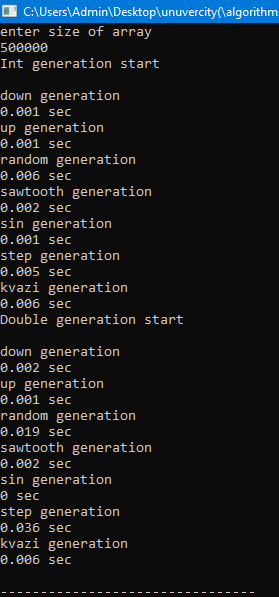 C:\Users\Admin\Desktop\unuvercity(\algorithm
enter size of array
500000
Int generation start
down generation
0.001 sec
up generation
0.001 sec
random generation
0.006 sec
sawtooth generation
0.002 sec
sin generation
0.001 sec
step generation
0.005 sec
kvazi generation
0.006 sec
Double generation start
down generation
0.002 sec
up generation
0.001 sec
random generation
0.019 sec
sawtooth generation
0.002 sec
sin generation
0 sec
step generation
0.036 sec
kvazi generation
0.006 sec
--------------------------------